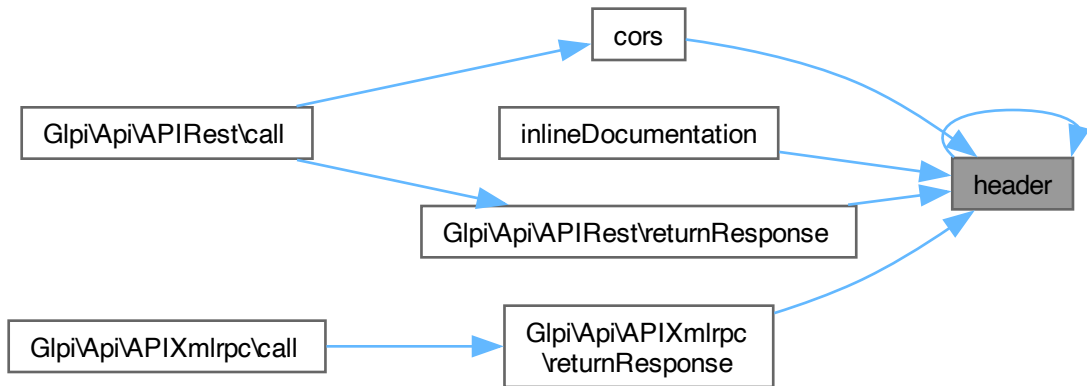 cors
Glpi\Api\APIRest\call
inlineDocumentation
header
Glpi\Api\APIRest\returnResponse
Glpi\Api\APIXmlrpc\call
Glpi\Api\APIXmlrpc
\returnResponse